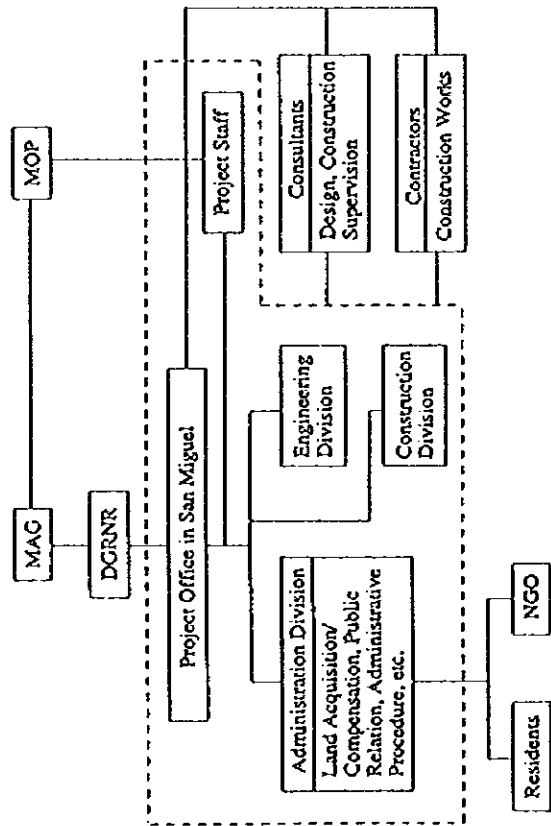 MAG
MOP
DGRNR
Project Office in San Miguel
Project Staff
Administration Division
Land Acquisition/
Compensation, Public
Relation, Administrative
Procedure, etc.
Engineering
Division
Construction
Division
Consultants
Design, Construction
Supervision
Contractors
Construction Works
Residents
NGO